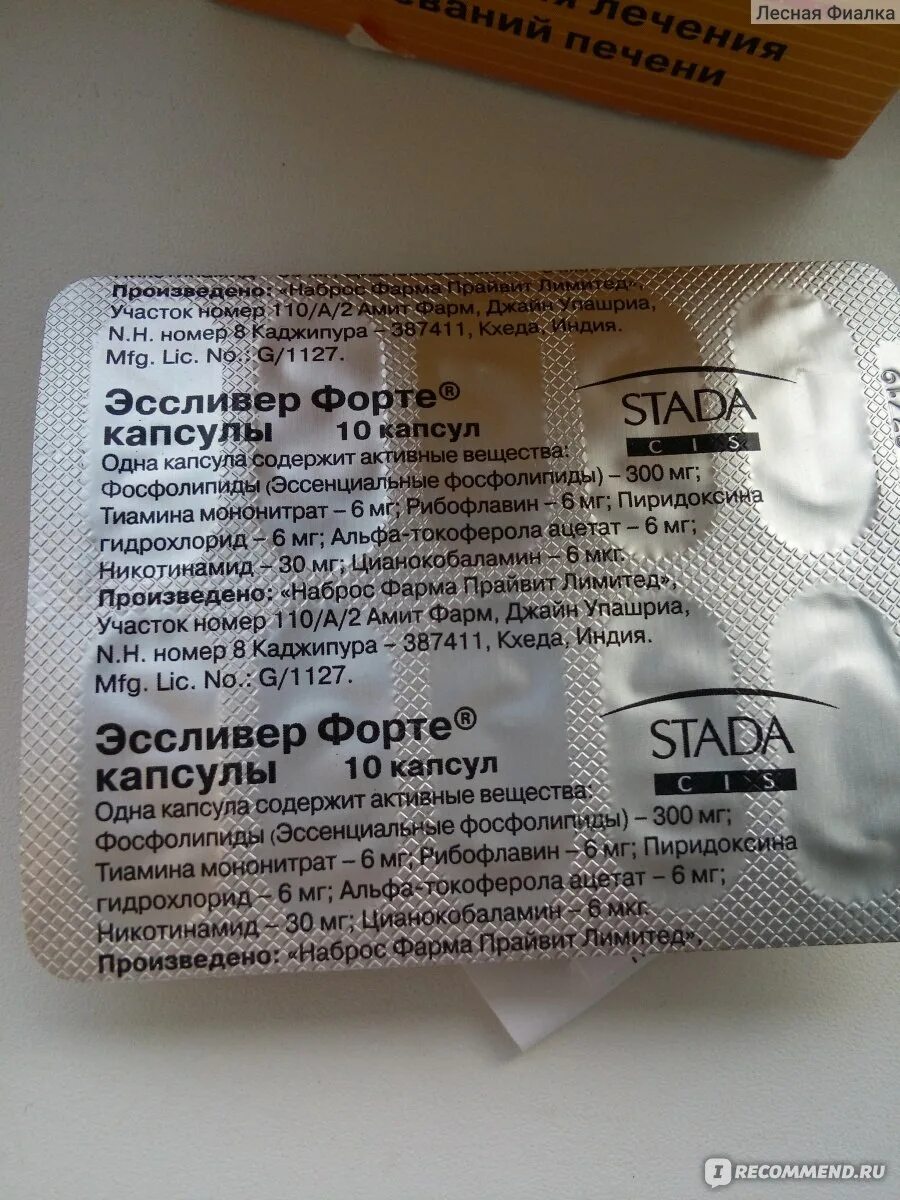 Лесная Фиалка
лечения
ваний печени
Произведено: «Наброс Фарма Прайвит Лимитед»,
Участок номер 110/А/2 Амит Фарм, Джайн Упашриа,
N.H. номер 8 Каджипура – 387411, Кхеда, Индия.
Mfg. Lic. No.: G/1127.
Эссливер Форте®
капсулы 10 капсул
STADA
CIS
Одна капсула содержит активные вещества:
Фосфолипиды (Эссенциальные фосфолипиды) – 300 мг;
Тиамина мононитрат – 6 мг; Рибофлавин – 6 мг; Пиридоксина
гидрохлорид – 6 мг; Альфа-токоферола ацетат – 6 мг;
Никотинамид – 30 мг; Цианокобаламин – 6 мкг.
Произведено: «Наброс Фарма Прайвит Лимитед»,
Участок номер 110/А/2 Амит Фарм, Джайн Упашриа,
N.H. номер 8 Каджипура – 387411, Кхеда, Индия.
Mfg. Lic. No.: G/1127.
Эссливер Форте®
капсулы 10 капсул
STADA
CIS
Одна капсула содержит активные вещества:
Фосфолипиды (Эссенциальные фосфолипиды) – 300 мг;
Тиамина мононитрат – 6 мг; Рибофлавин – 6 мг; Пиридоксина
гидрохлорид – 6 мг; Альфа-токоферола ацетат – 6 мг;
Никотинамид – 30 мг; Цианокобаламин – 6 мкг.
Произведено: «Наброс Фарма Прайвит Лимитед»,
IRECOMMEND.RU